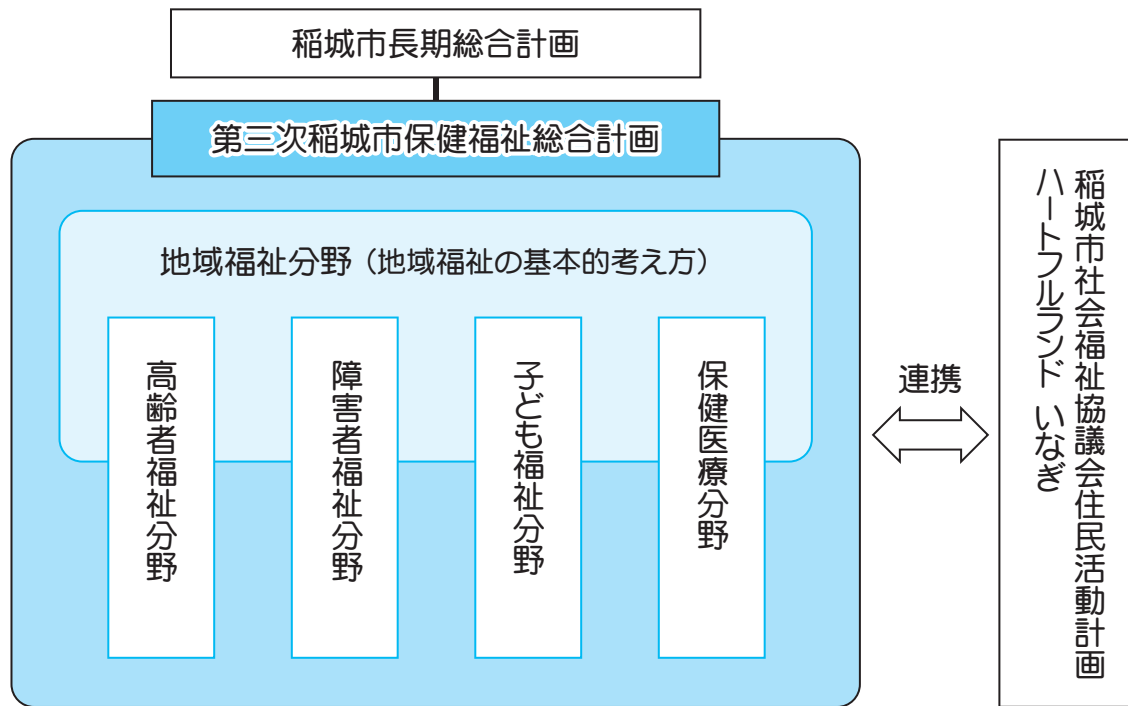 稲城市長期総合計画
第三次稲城市保健福祉総合計画
地域福祉分野（地域福祉の基本的考え方）
高齢者福祉分野
障害者福祉分野
子ども福祉分野
保健医療分野
連携
稲城市社会福祉協議会住民活動計画
ハートフルランド いなぎ